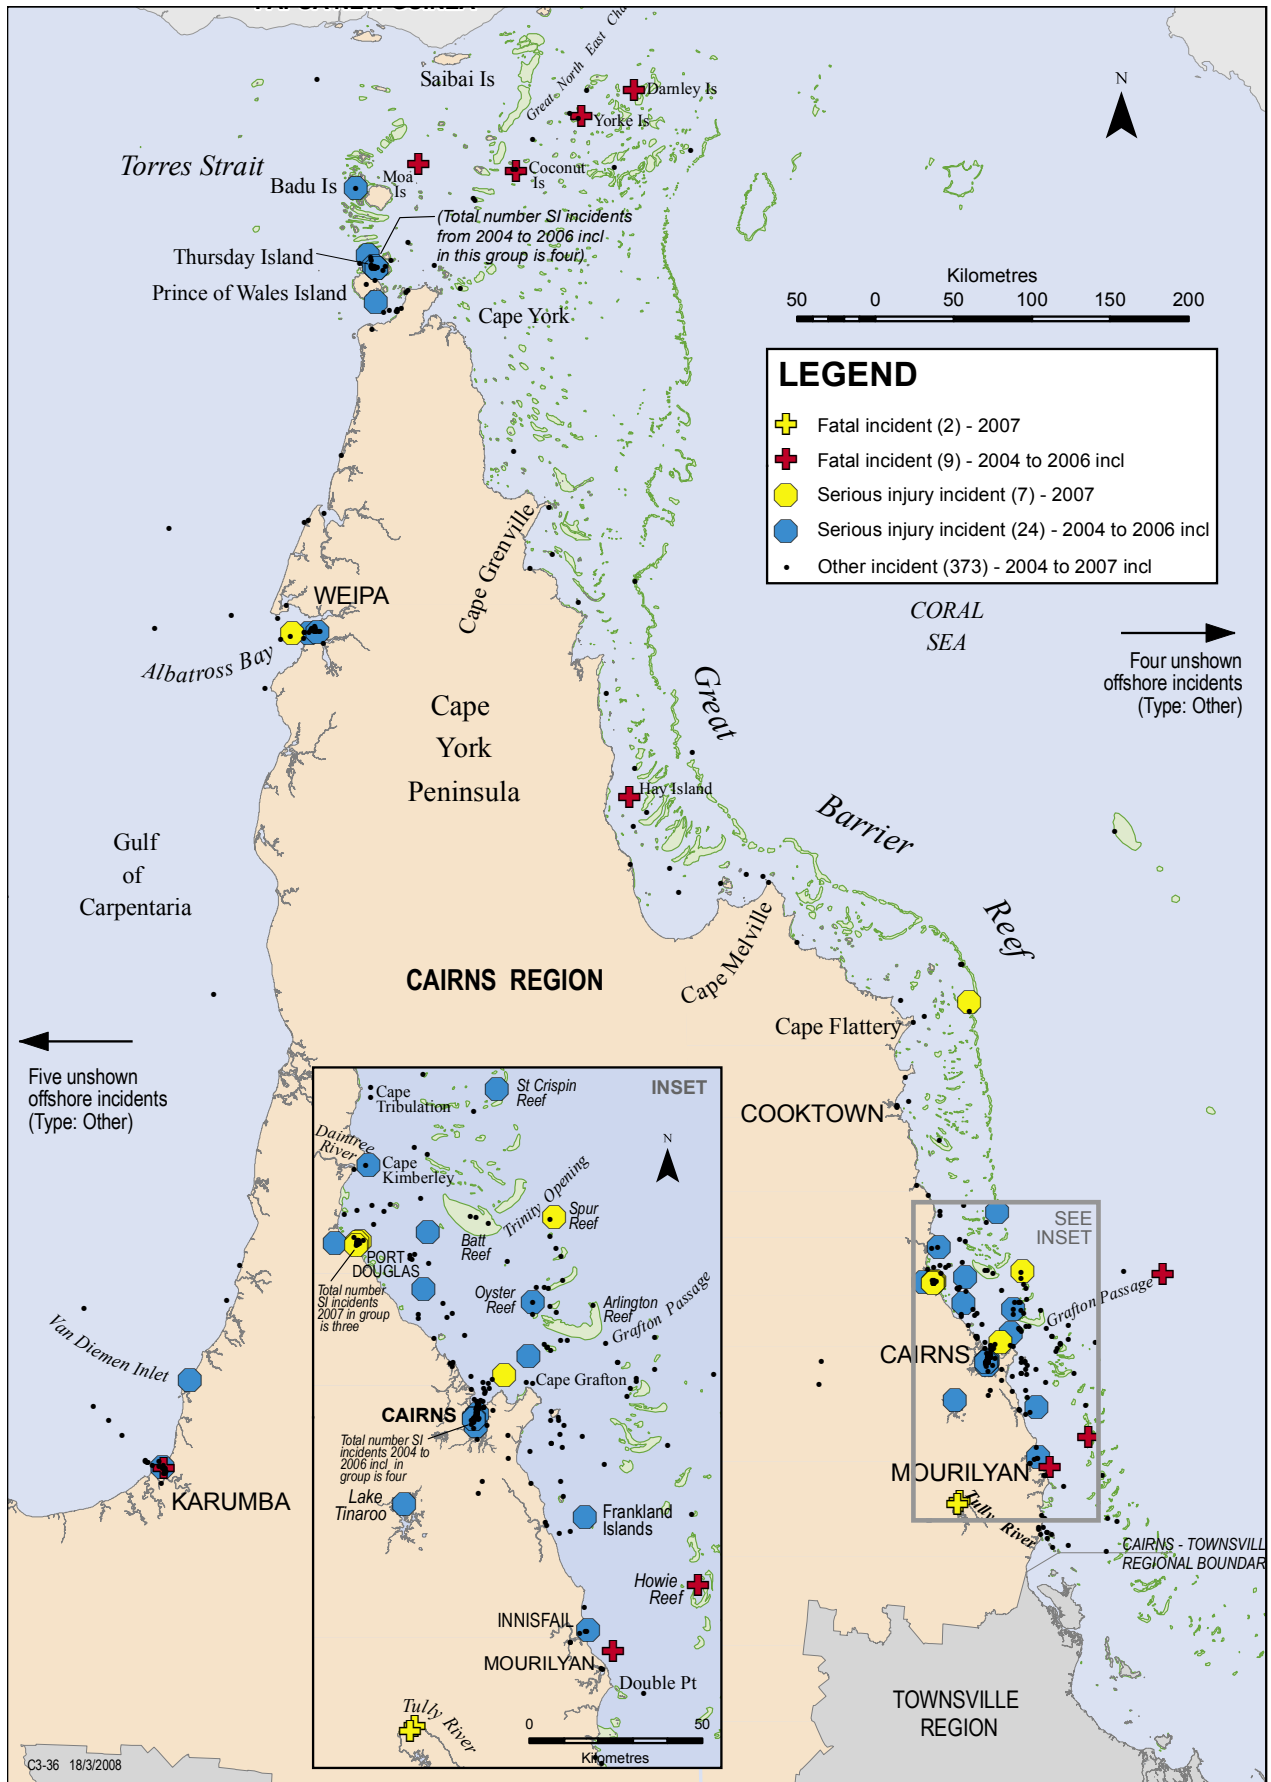 Saibai Is
Great North East Cha
Darnley Is
Yorke Is
N
Torres Strait
Moa
Is
Coconut
Is
Badu Is
(Total number SI incidents
from 2004 to 2006 incl
in this group is four)
Thursday Island
Prince of Wales Island
Cape York
Kilometres
50 0 50 100 150 200
LEGEND
Fatal incident (2) - 2007
Fatal incident (9) - 2004 to 2006 incl
Serious injury incident (7) - 2007
Serious injury incident (24) - 2004 to 2006 incl
Other incident (373) - 2004 to 2007 incl
Cape Grenville
WEIPA
Albatross Bay
CORAL
SEA
Four unshown
offshore incidents
(Type: Other)
Great
Barrier
Reef
Cape
York
Peninsula
Hay Island
Gulf
of
Carpentaria
Cape Melville
CAIRNS REGION
Cape Flattery
Five unshown
offshore incidents
(Type: Other)
COOKTOWN
INSET
St Crispin
Reef
Cape
Tribulation
N
Daintree
River
Cape
Kimberley
Trinity Opening
Spur
Reef
Batt
Reef
PORT
DOUGLAS
Total number
SI incidents
2007 in group
is three
Oyster
Reef
Arlington
Reef
Grafton Passage
Cape Grafton
CAIRNS
Total number SI
incidents 2004 to
2006 incl in
group is four
Lake
Tinaroo
Frankland
Islands
Howie
Reef
INNISFAIL
MOURILYAN
Double Pt
Tully River
0 50
Kilometres
SEE
INSET
Grafton Passage
CAIRNS
MOURILYAN
Tully River
Van Diemen Inlet
KARUMBA
CAIRNS - TOWNSVILL
REGIONAL BOUNDAR
TOWNSVILLE
REGION
C3-36 18/3/2008